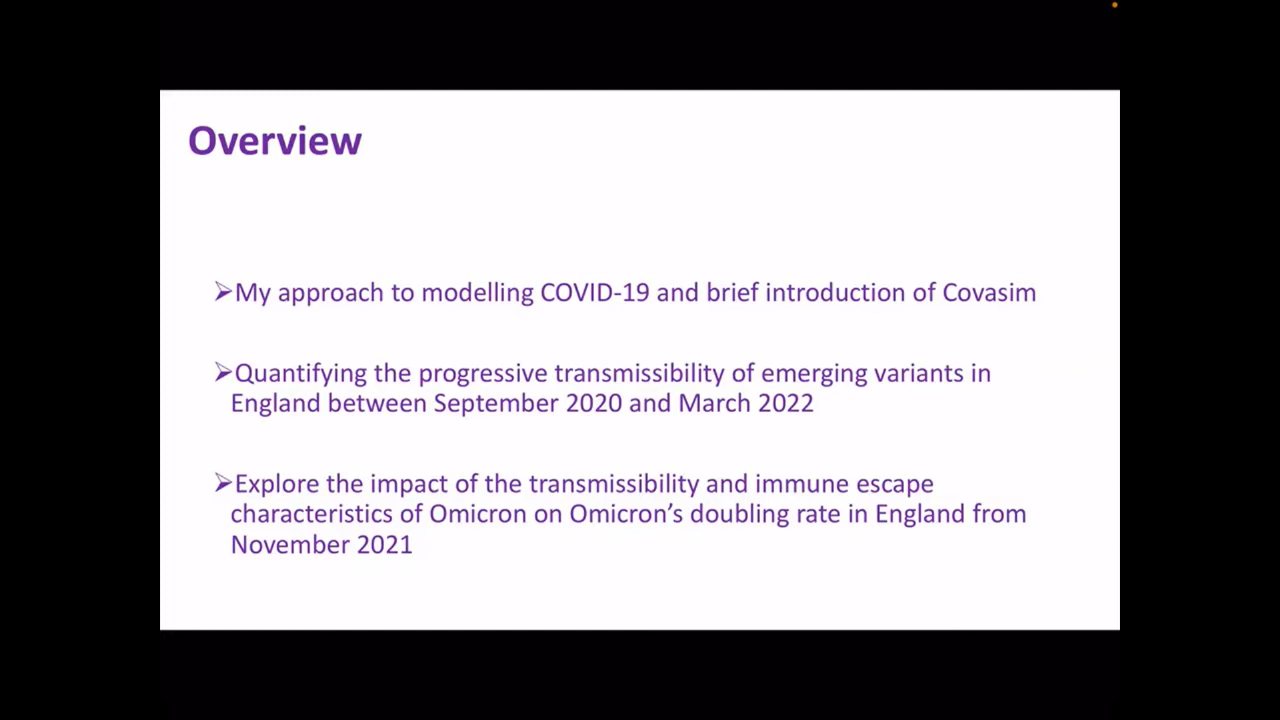 Overview
➢My approach to modelling COVID-19 and brief introduction of Covasim
➢Quantifying the progressive transmissibility of emerging variants in
England between September 2020 and March 2022
➢Explore the impact of the transmissibility and immune escape
characteristics of Omicron on Omicron’s doubling rate in England from
November 2021